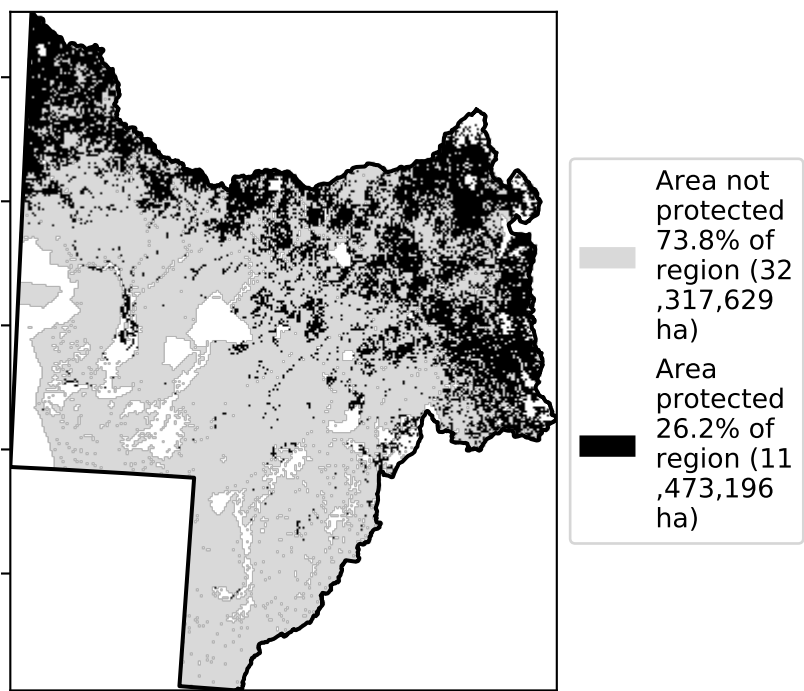 Area not
protected
73.8% of
region (32
,317,629
ha)
Area
protected
26.2% of
region (11
,473,196
ha)